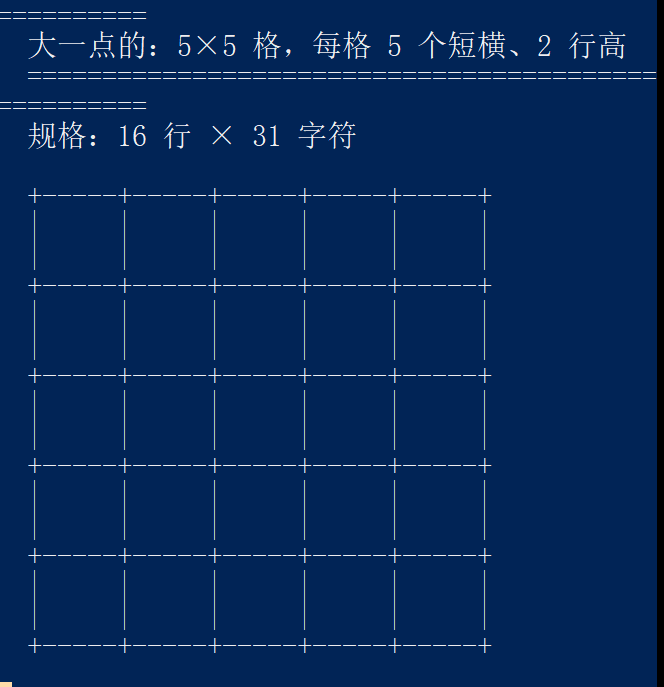 ==========
大一点的：5×5 格，每格 5 个短横、2 行高
==========================================
==========
规格：16 行 × 31 字符
+-----+-----+-----+-----+-----+
|     |     |     |     |     |
|     |     |     |     |     |
+-----+-----+-----+-----+-----+
|     |     |     |     |     |
|     |     |     |     |     |
+-----+-----+-----+-----+-----+
|     |     |     |     |     |
|     |     |     |     |     |
+-----+-----+-----+-----+-----+
|     |     |     |     |     |
|     |     |     |     |     |
+-----+-----+-----+-----+-----+
|     |     |     |     |     |
|     |     |     |     |     |
+-----+-----+-----+-----+-----+